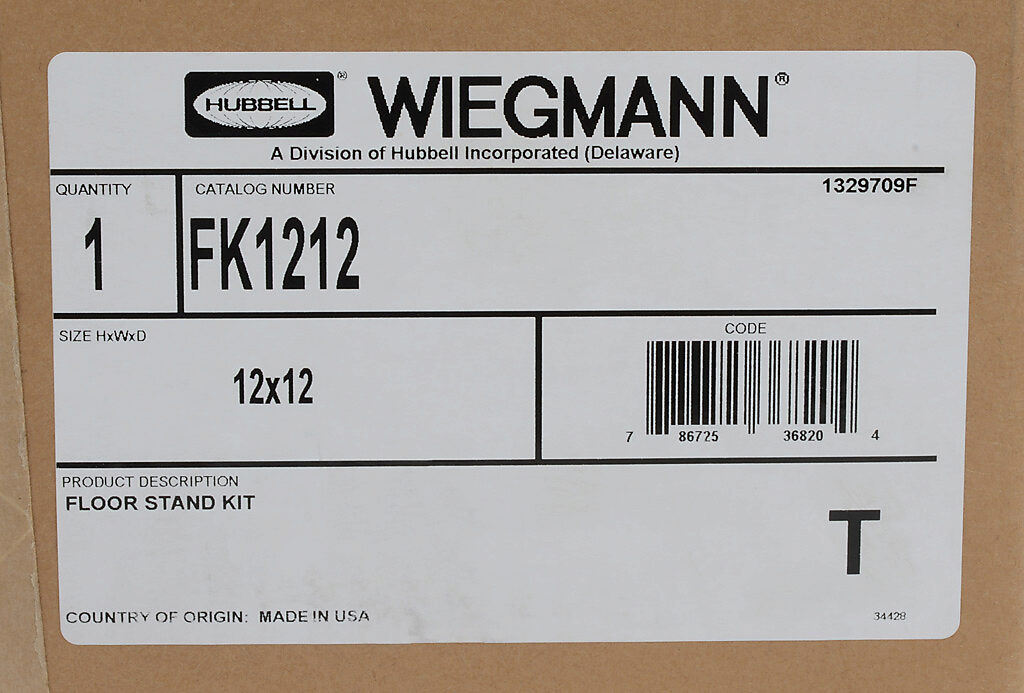 HUBBELL ® WIEGMANN®
A Division of Hubbell Incorporated (Delaware)
QUANTITY
1
CATALOG NUMBER
1329709F
FK1212
SIZE HxWxD
12x12
CODE
7 86725 36820 4
PRODUCT DESCRIPTION
FLOOR STAND KIT
T
COUNTRY OF ORIGIN: MADE IN USA
34428